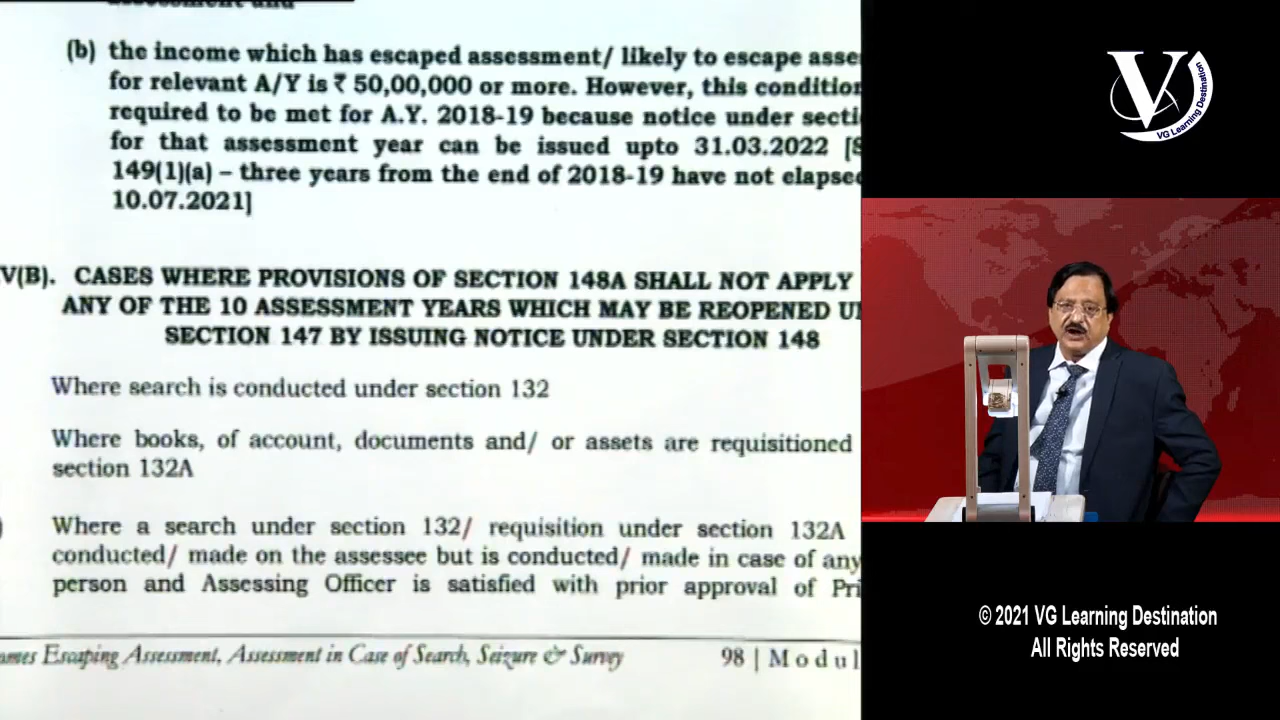 assessment and
(b) the income which has escaped assessment/ likely to escape asse
for relevant A/Y is ₹ 50,00,000 or more. However, this condition
required to be met for A.Y. 2018-19 because notice under secti
for that assessment year can be issued upto 31.03.2022 [S
149(1)(a) – three years from the end of 2018-19 have not elapsed
10.07.2021]
V(B). CASES WHERE PROVISIONS OF SECTION 148A SHALL NOT APPLY
ANY OF THE 10 ASSESSMENT YEARS WHICH MAY BE REOPENED U
SECTION 147 BY ISSUING NOTICE UNDER SECTION 148
Where search is conducted under section 132
Where books, of account, documents and/ or assets are requisitioned
section 132A
) Where a search under section 132/ requisition under section 132A
conducted/ made on the assessee but is conducted/ made in case of any
person and Assessing Officer is satisfied with prior approval of Pri
omes Escaping Assessment, Assessment in Case of Search, Seizure & Survey 98 | Modul
V
VG Learning Destination
© 2021 VG Learning Destination
All Rights Reserved